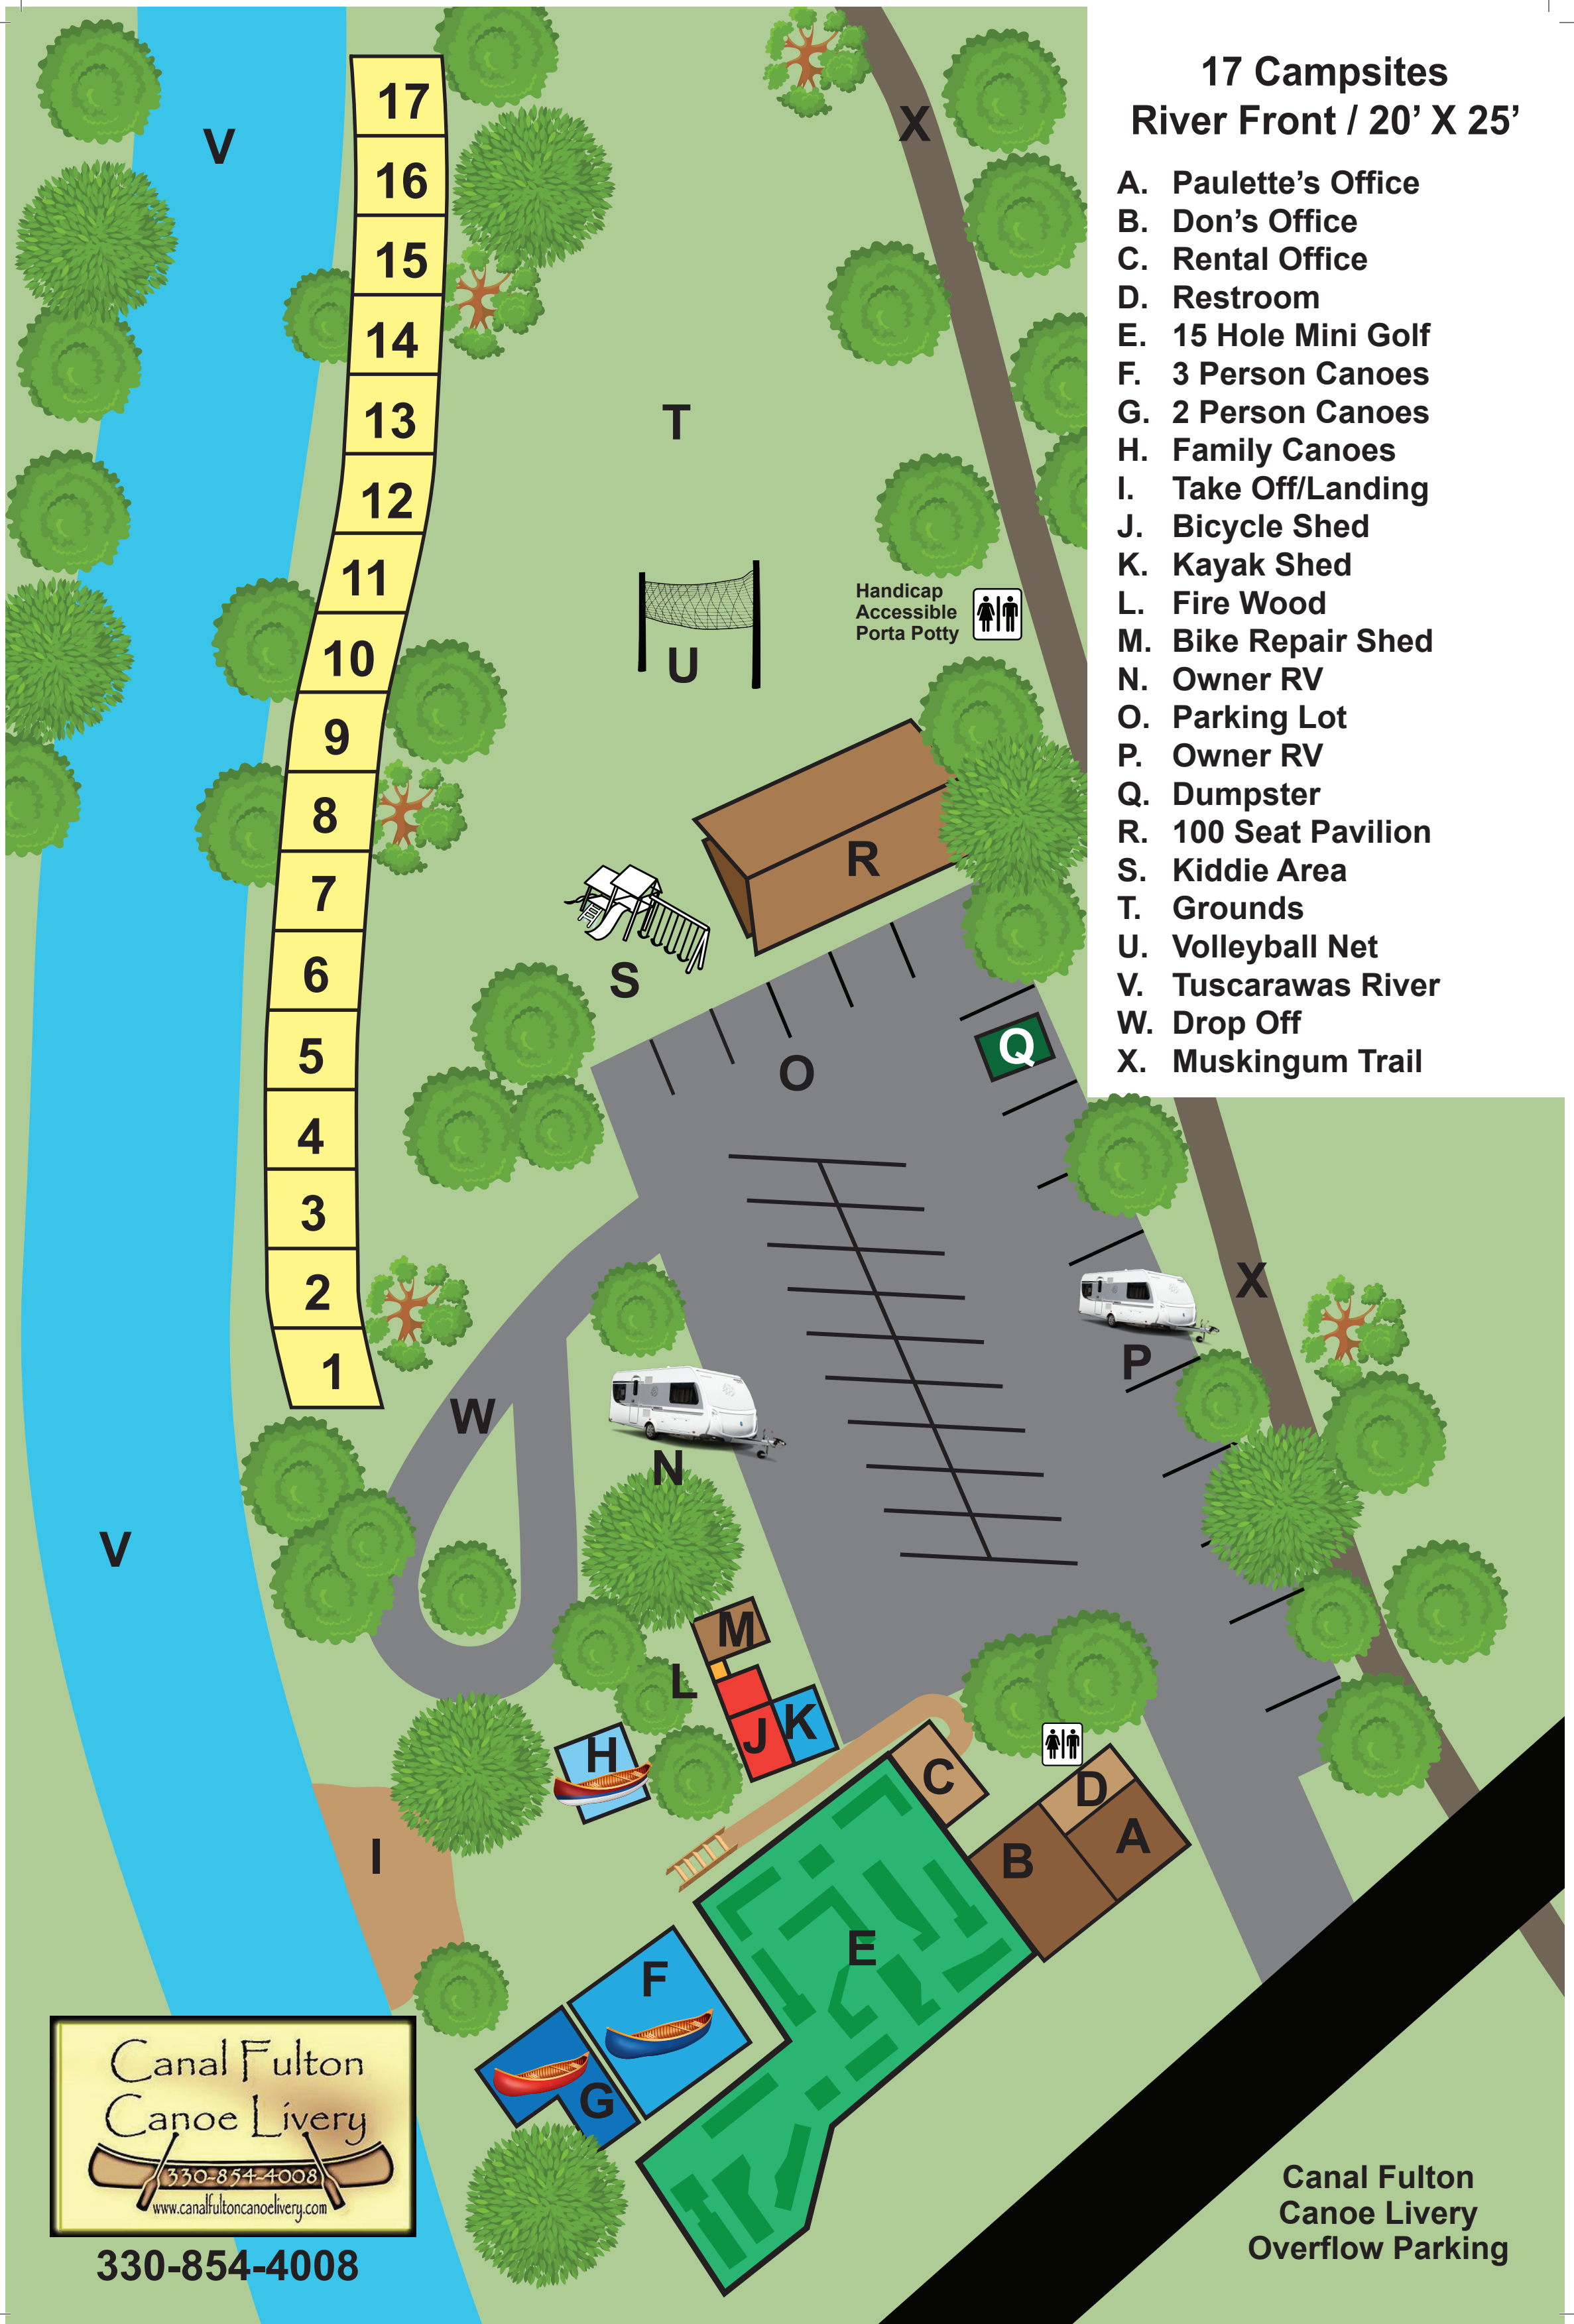 17 Campsites
River Front / 20’ X 25’
A. Paulette’s Office
B. Don’s Office
C. Rental Office
D. Restroom
E. 15 Hole Mini Golf
F. 3 Person Canoes
G. 2 Person Canoes
H. Family Canoes
I. Take Off/Landing
J. Bicycle Shed
K. Kayak Shed
L. Fire Wood
M. Bike Repair Shed
N. Owner RV
O. Parking Lot
P. Owner RV
Q. Dumpster
R. 100 Seat Pavilion
S. Kiddie Area
T. Grounds
U. Volleyball Net
V. Tuscarawas River
W. Drop Off
X. Muskingum Trail
17
X
V
16
15
14
13
T
12
11
Handicap
Accessible
Porta Potty
10
U
9
8
7
R
6
S
5
Q
O
4
3
X
2
P
1
W
N
V
M
L
K
J
H
C
D
A
I
B
E
F
G
Canal Fulton
Canoe Livery
330-854-4008
www.canalfultoncanoelivery.com
330-854-4008
Canal Fulton
Canoe Livery
Overflow Parking